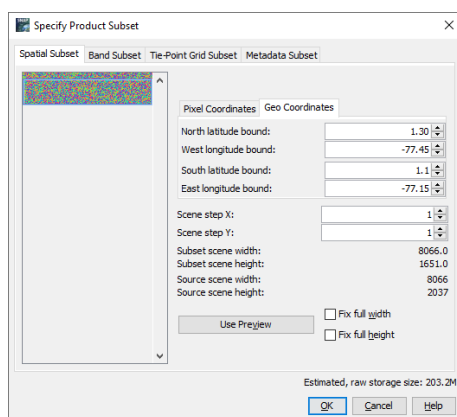 Specify Product Subset
Spatial Subset Band Subset Tie-Point Grid Subset Metadata Subset
Pixel Coordinates Geo Coordinates
North latitude bound: 1.30
West longitude bound: -77.45
South latitude bound: 1.1
East longitude bound: -77.15
Scene step X: 1
Scene step Y: 1
Subset scene width: 8066.0
Subset scene height: 1651.0
Source scene width: 8066
Source scene height: 2037
Use Preview
Fix full width
Fix full height
Estimated, raw storage size: 203.2M
OK Cancel Help